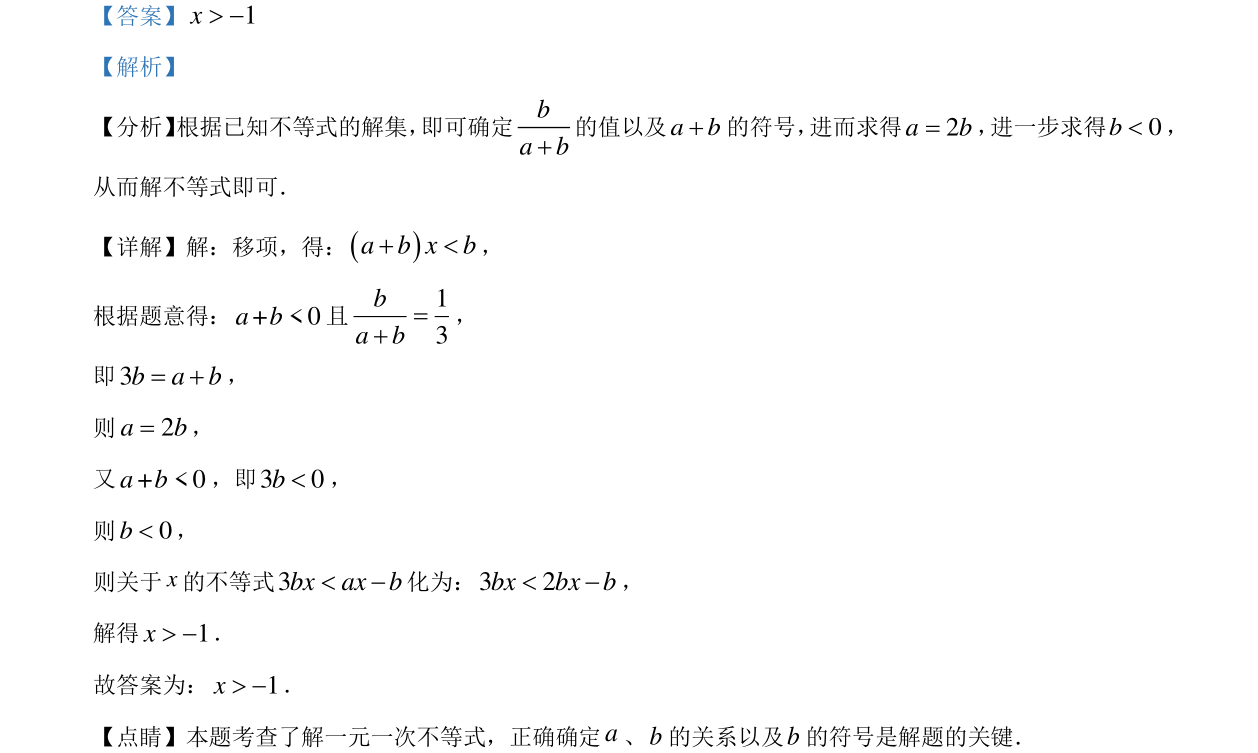 【答案】x > −1
【解析】
【分析】根据已知不等式的解集，即可确定 b/(a+b) 的值以及 a+b 的符号，进而求得 a = 2b，进一步求得 b < 0，
从而解不等式即可．
【详解】解：移项，得：(a+b)x < b，
根据题意得：a+b < 0 且 b/(a+b) = 1/3，
即 3b = a+b，
则 a = 2b，
又 a+b < 0，即 3b < 0，
则 b < 0，
则关于 x 的不等式 3bx < ax − b 化为：3bx < 2bx − b，
解得 x > −1．
故答案为：x > −1．
【点睛】本题考查了解一元一次不等式，正确确定 a、b 的关系以及 b 的符号是解题的关键．